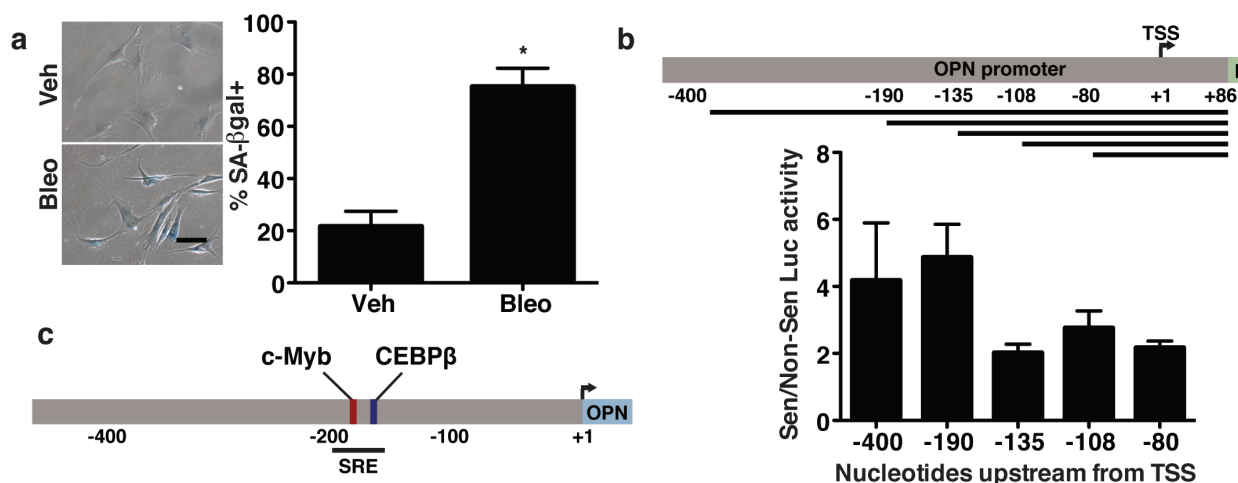 a
Veh
Bleo
% SA-βgal+
100
80
60
40
20
0
*
Veh
Bleo
b
TSS
OPN promoter
-400 -190 -135 -108 -80 +1 +86
Sen/Non-Sen Luc activity
8
6
4
2
0
-400 -190 -135 -108 -80
Nucleotides upstream from TSS
c
c-Myb
CEBPβ
OPN
-400 -200 -100 +1
SRE